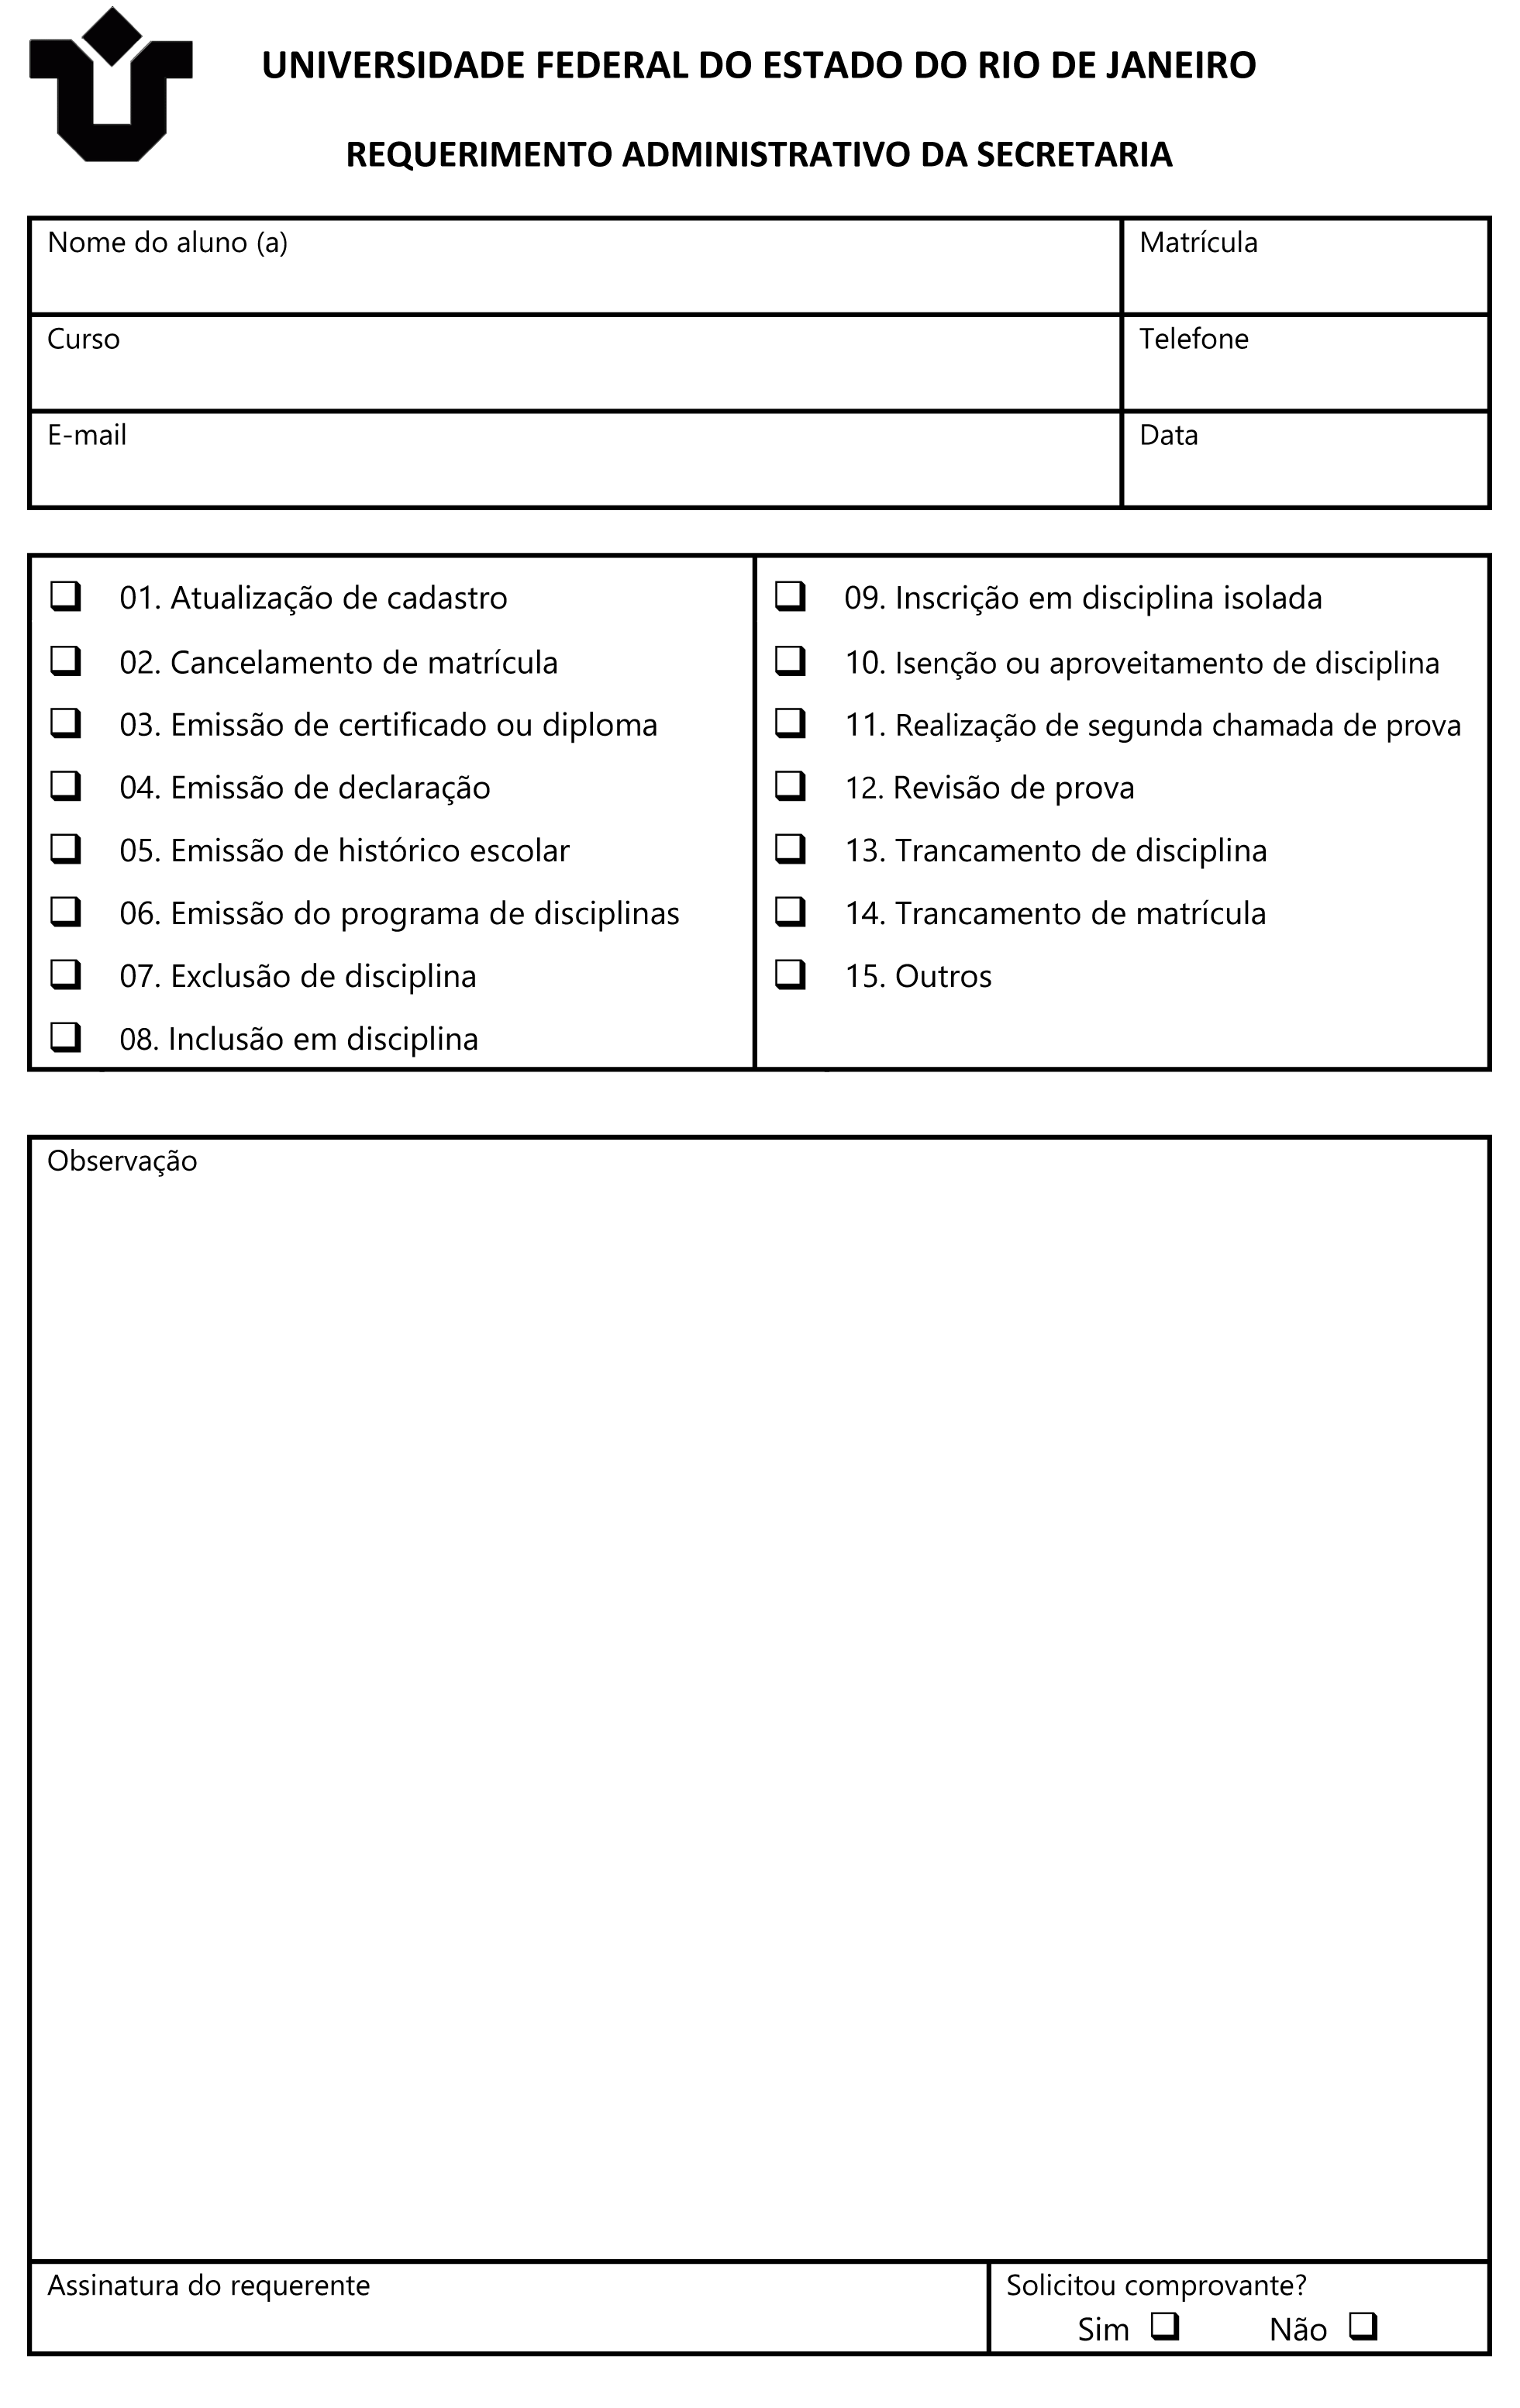 UNIVERSIDADE FEDERAL DO ESTADO DO RIO DE JANEIRO
REQUERIMENTO ADMINISTRATIVO DA SECRETARIA
Nome do aluno (a)
Matrícula
Curso
Telefone
E-mail
Data
01. Atualização de cadastro
02. Cancelamento de matrícula
03. Emissão de certificado ou diploma
04. Emissão de declaração
05. Emissão de histórico escolar
06. Emissão do programa de disciplinas
07. Exclusão de disciplina
08. Inclusão em disciplina
09. Inscrição em disciplina isolada
10. Isenção ou aproveitamento de disciplina
11. Realização de segunda chamada de prova
12. Revisão de prova
13. Trancamento de disciplina
14. Trancamento de matrícula
15. Outros
Observação
Assinatura do requerente
Solicitou comprovante?
Sim Não